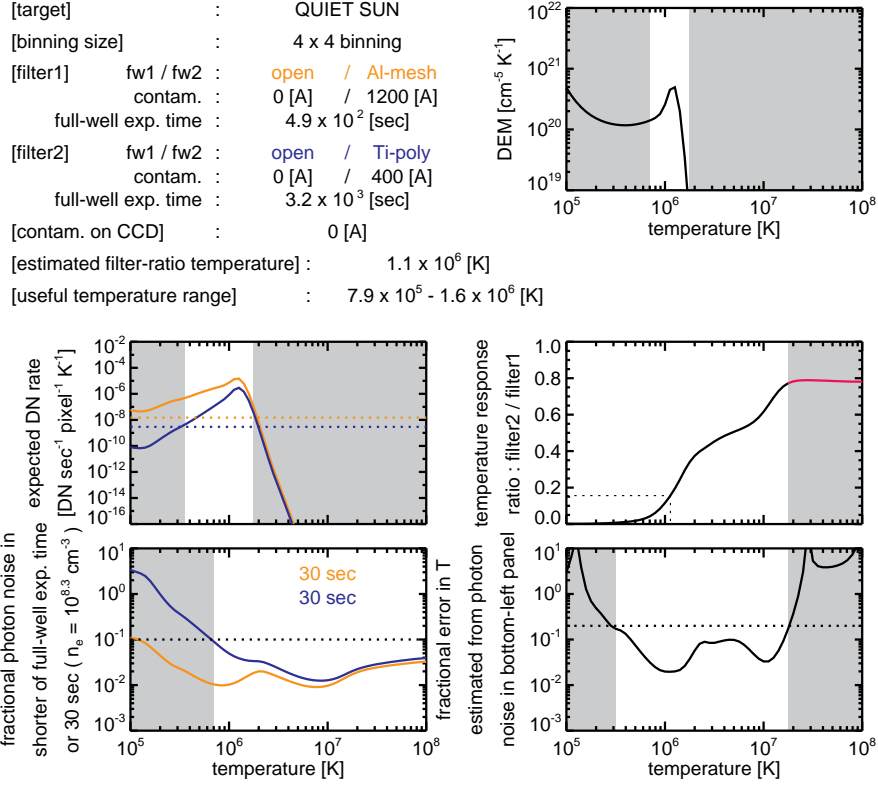 [target] : QUIET SUN
[binning size] : 4 x 4 binning
[filter1] fw1 / fw2 : open / Al-mesh
contam. : 0 [A] / 1200 [A]
full-well exp. time : 4.9 x 10^2 [sec]
[filter2] fw1 / fw2 : open / Ti-poly
contam. : 0 [A] / 400 [A]
full-well exp. time : 3.2 x 10^3 [sec]
[contam. on CCD] : 0 [A]
[estimated filter-ratio temperature] : 1.1 x 10^6 [K]
[useful temperature range] : 7.9 x 10^5 - 1.6 x 10^6 [K]
DEM [cm^-5 K^-1]
10^22
10^21
10^20
10^19
10^5 10^6 10^7 10^8
temperature [K]
expected DN rate
[DN sec^-1 pixel^-1 K^-1]
10^-2
10^-4
10^-6
10^-8
10^-10
10^-12
10^-14
10^-16
temperature response
ratio : filter2 / filter1
1.0
0.8
0.6
0.4
0.2
0.0
fractional photon noise in
shorter of full-well exp. time
or 30 sec ( n_e = 10^8.3 cm^-3 )
10^1
10^0
10^-1
10^-2
10^-3
30 sec
30 sec
10^5 10^6 10^7 10^8
temperature [K]
fractional error in T
estimated from photon
noise in bottom-left panel
10^1
10^0
10^-1
10^-2
10^-3
10^5 10^6 10^7 10^8
temperature [K]